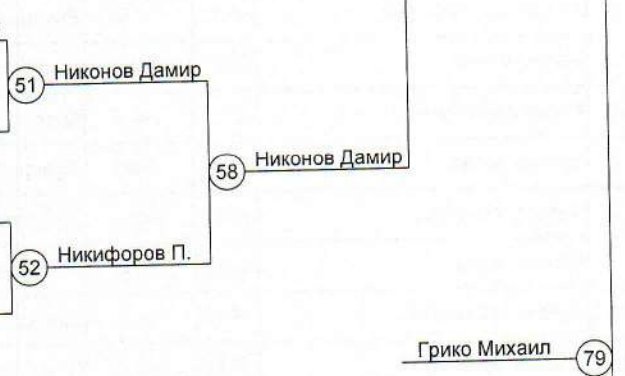 51 Никонов Дамир
58 Никонов Дамир
52 Никифоров П.
Грико Михаил 79